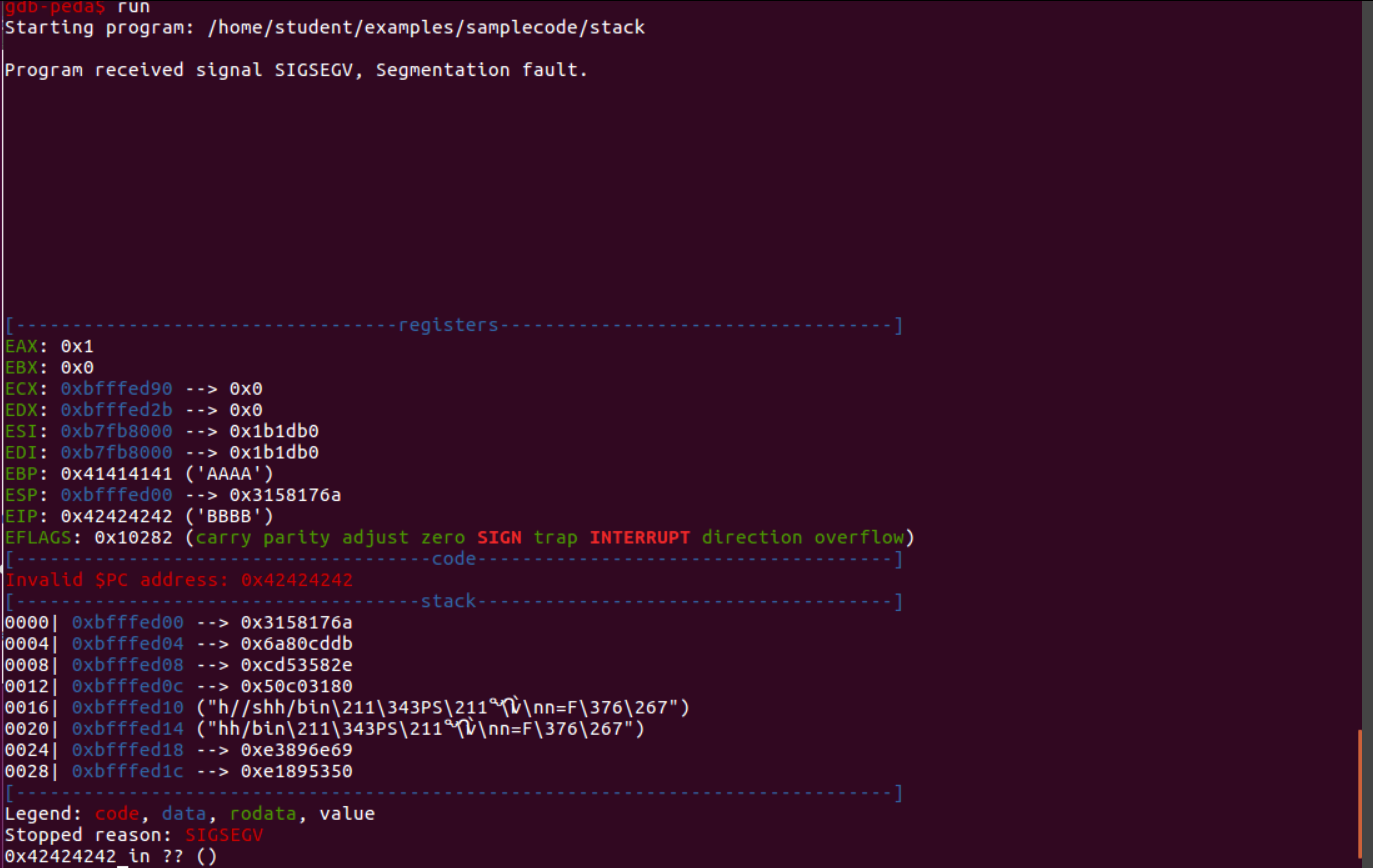 gdb-peda$ run
Starting program: /home/student/examples/samplecode/stack
Program received signal SIGSEGV, Segmentation fault.
[----------------------------------registers-----------------------------------]
EAX: 0x1
EBX: 0x0
ECX: 0xbfffed90 --> 0x0
EDX: 0xbfffed2b --> 0x0
ESI: 0xb7fb8000 --> 0x1b1db0
EDI: 0xb7fb8000 --> 0x1b1db0
EBP: 0x41414141 ('AAAA')
ESP: 0xbfffed00 --> 0x3158176a
EIP: 0x42424242 ('BBBB')
EFLAGS: 0x10282 (carry parity adjust zero SIGN trap INTERRUPT direction overflow)
[-------------------------------------code-------------------------------------]
Invalid $PC address: 0x42424242
[------------------------------------stack-------------------------------------]
0000| 0xbfffed00 --> 0x3158176a
0004| 0xbfffed04 --> 0x6a80cddb
0008| 0xbfffed08 --> 0xcd53582e
0012| 0xbfffed0c --> 0x50c03180
0016| 0xbfffed10 ("h//shh/bin\211\343PS\211 \nn=F\376\267")
0020| 0xbfffed14 ("hh/bin\211\343PS\211 \nn=F\376\267")
0024| 0xbfffed18 --> 0xe3896e69
0028| 0xbfffed1c --> 0xe1895350
[------------------------------------------------------------------------------]
Legend: code, data, rodata, value
Stopped reason: SIGSEGV
0x42424242 in ?? ()